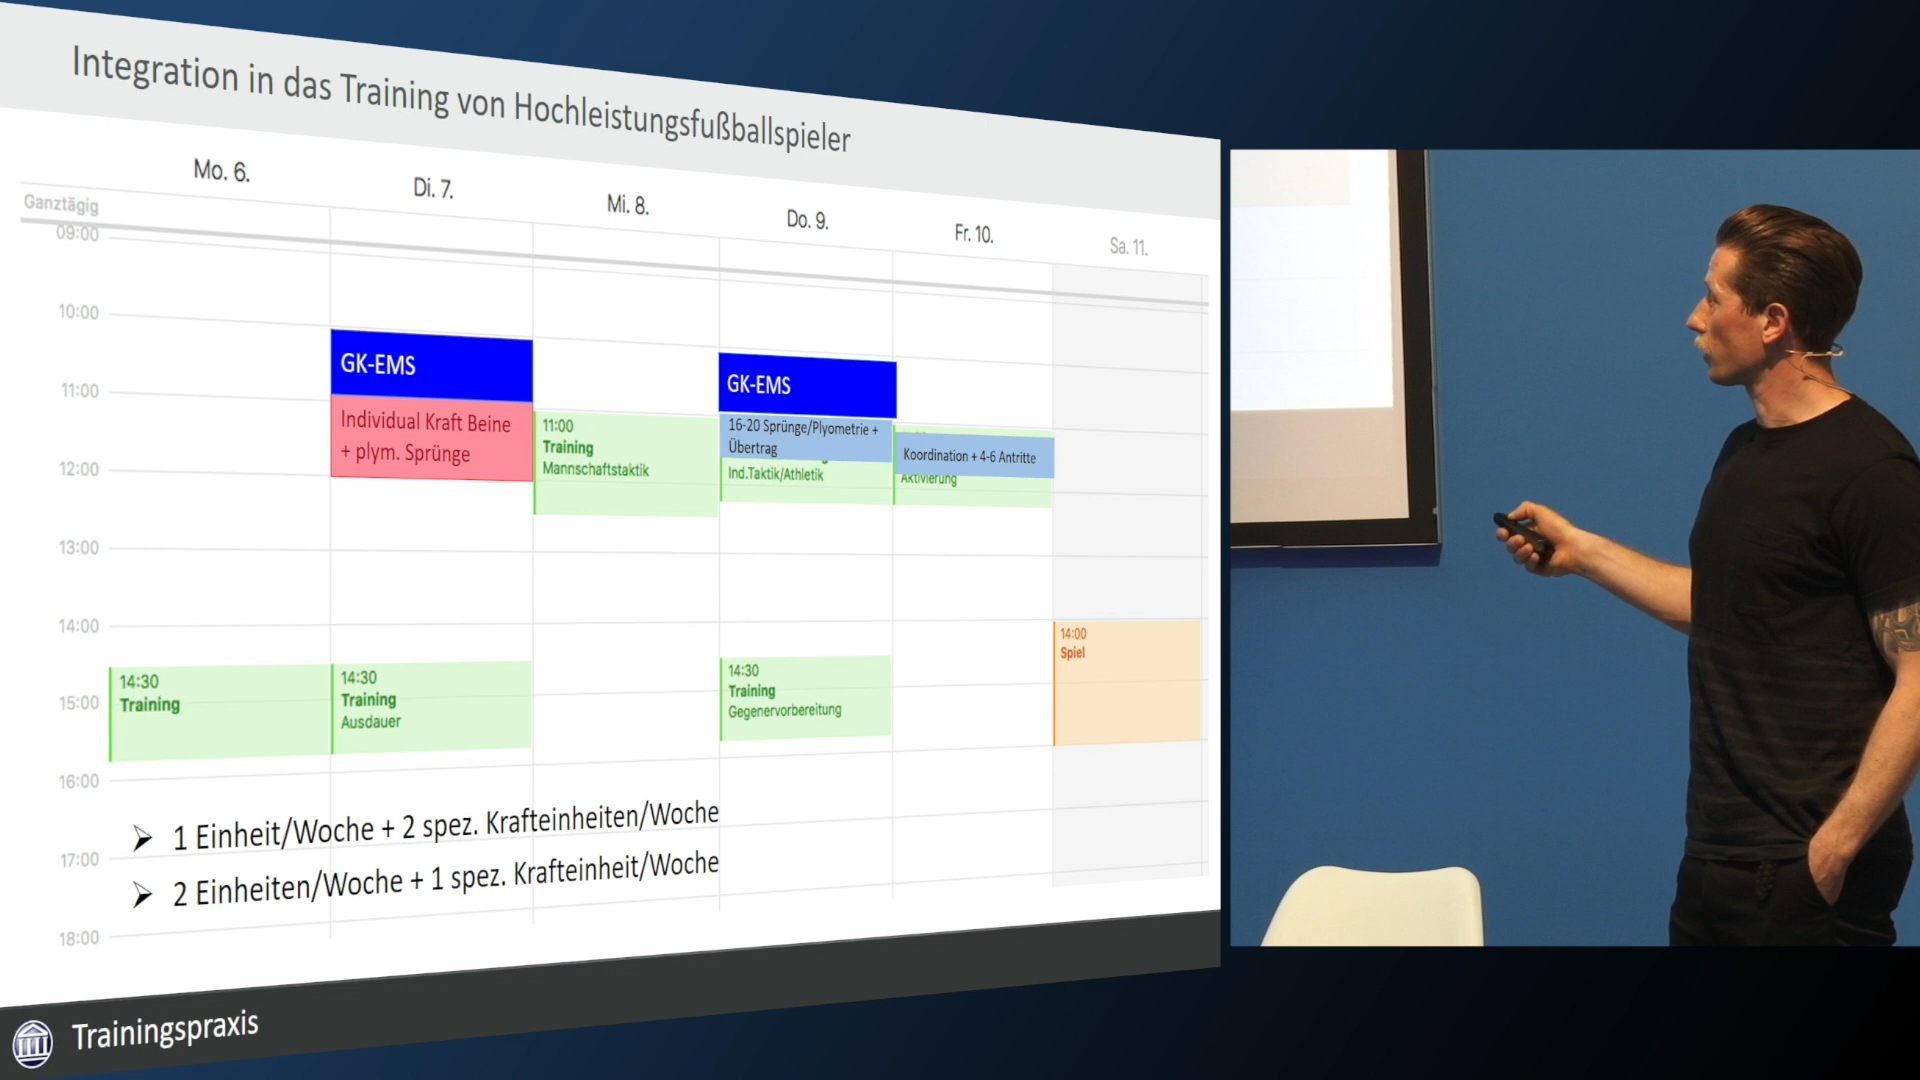 Integration in das Training von Hochleistungsfußballspieler
Mo. 6.
Di. 7.
Mi. 8.
Do. 9.
Fr. 10.
Sa. 11.
Ganztägig
09:00
10:00
11:00
12:00
13:00
14:00
15:00
16:00
17:00
18:00
14:30
Training
GK-EMS
Individual Kraft Beine
+ plym. Sprünge
14:30
Training
Ausdauer
11:00
Training
Mannschaftstaktik
GK-EMS
16-20 Sprünge/Plyometrie +
Übertrag
Ind.Taktik/Athletik
14:30
Training
Gegenervorbereitung
Koordination + 4-6 Antritte
Aktivierung
14:00
Spiel
➢ 1 Einheit/Woche + 2 spez. Krafteinheiten/Woche
➢ 2 Einheiten/Woche + 1 spez. Krafteinheit/Woche
Trainingspraxis